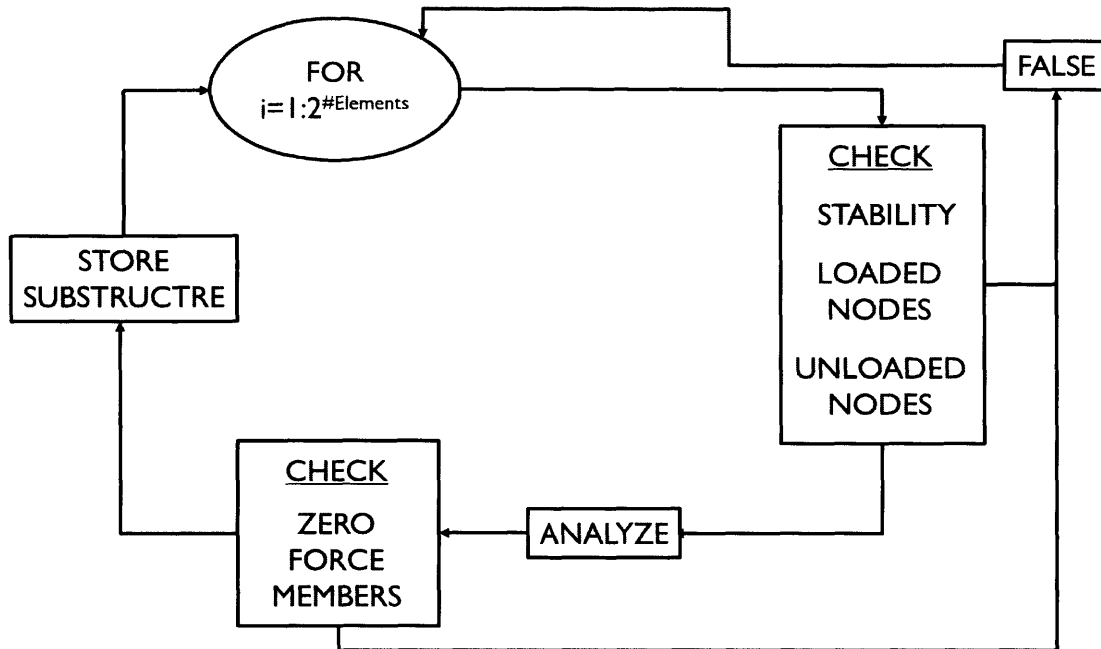 FOR
i=1:2^#Elements
FALSE
CHECK
STABILITY
LOADED
NODES
UNLOADED
NODES
STORE
SUBSTRUCTRE
CHECK
ZERO
FORCE
MEMBERS
ANALYZE